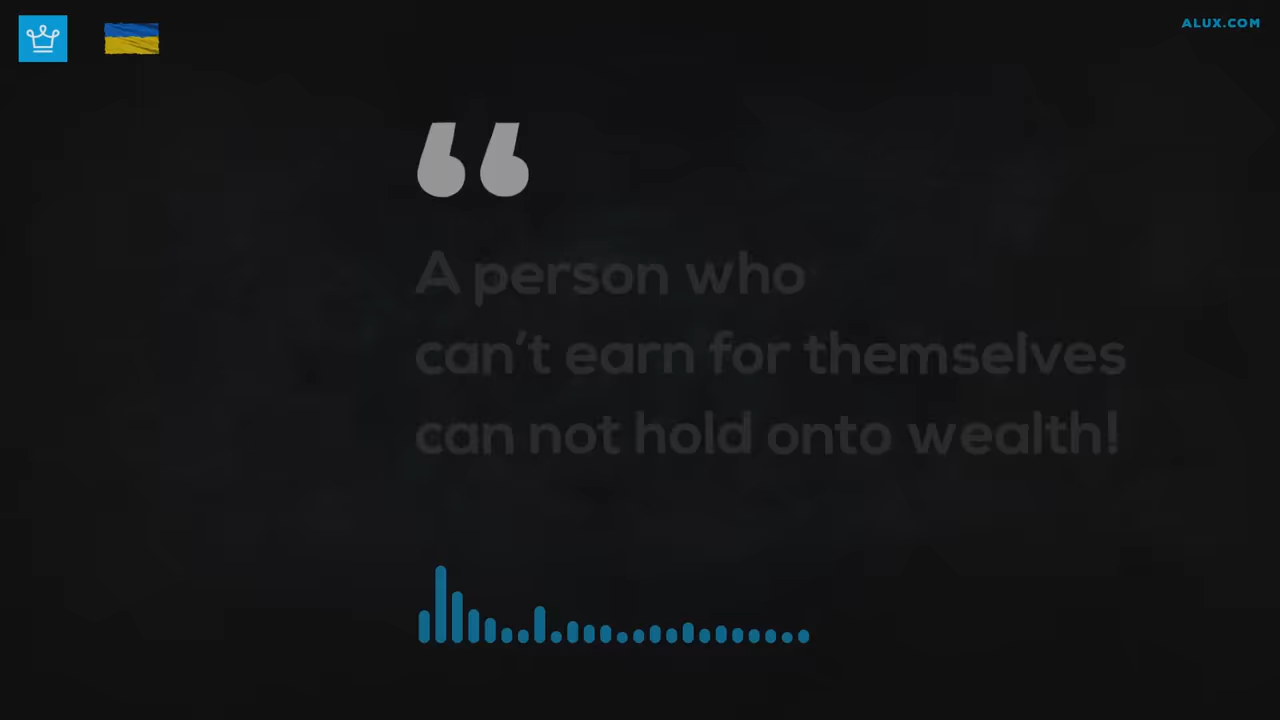 ALUX.COM
“
A person who
can’t earn for themselves
can not hold onto wealth!